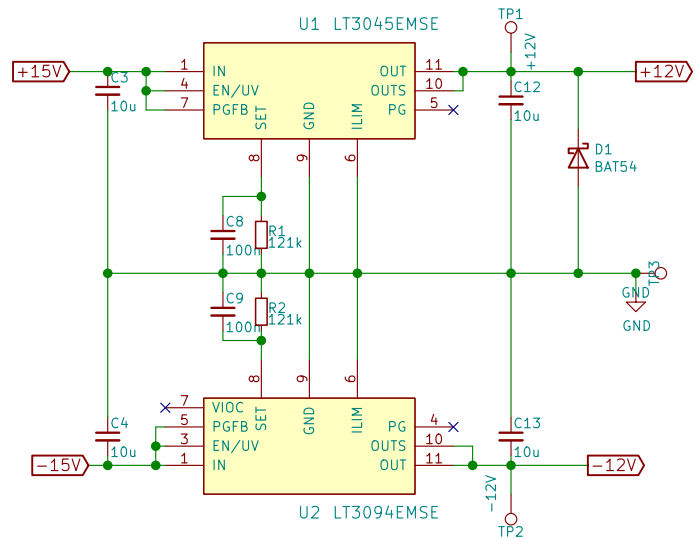 U1 LT3045EMSE
TP1
+12V
+15V
C3
10u
1 IN
4 EN/UV
7 PGFB
OUT 11
OUTS 10
PG 5
SET
GND
ILIM
8
9
6
+12V
C12
10u
D1
BAT54
C8
100n
R1
121k
C9
100n
R2
121k
TP3
GND
GND
8
9
6
7 VIOC
5 PGFB
3 EN/UV
1 IN
SET
GND
ILIM
PG 4
OUTS 10
OUT 11
C4
10u
-15V
C13
10u
-12V
-12V
U2 LT3094EMSE
TP2